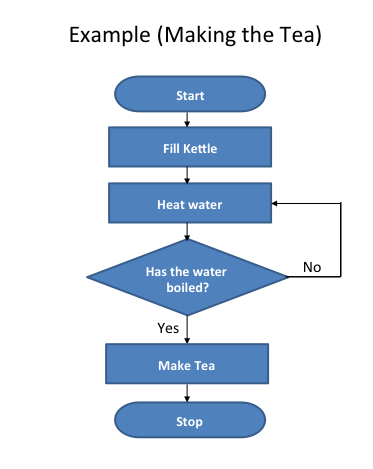 Example (Making the Tea)
Start
Fill Kettle
Heat water
Has the water
boiled?
No
Yes
Make Tea
Stop